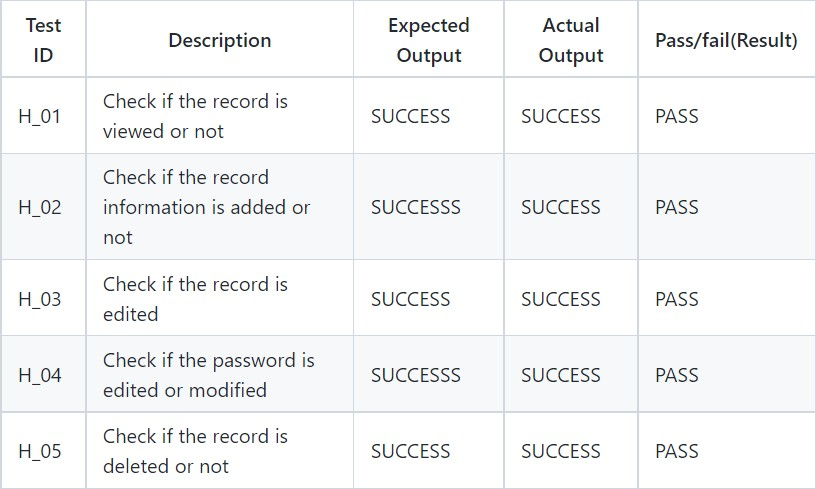 Test ID | Description | Expected Output | Actual Output | Pass/fail(Result)
H_01 | Check if the record is viewed or not | SUCCESS | SUCCESS | PASS
H_02 | Check if the record information is added or not | SUCCESSS | SUCCESS | PASS
H_03 | Check if the record is edited | SUCCESS | SUCCESS | PASS
H_04 | Check if the password is edited or modified | SUCCESSS | SUCCESS | PASS
H_05 | Check if the record is deleted or not | SUCCESS | SUCCESS | PASS